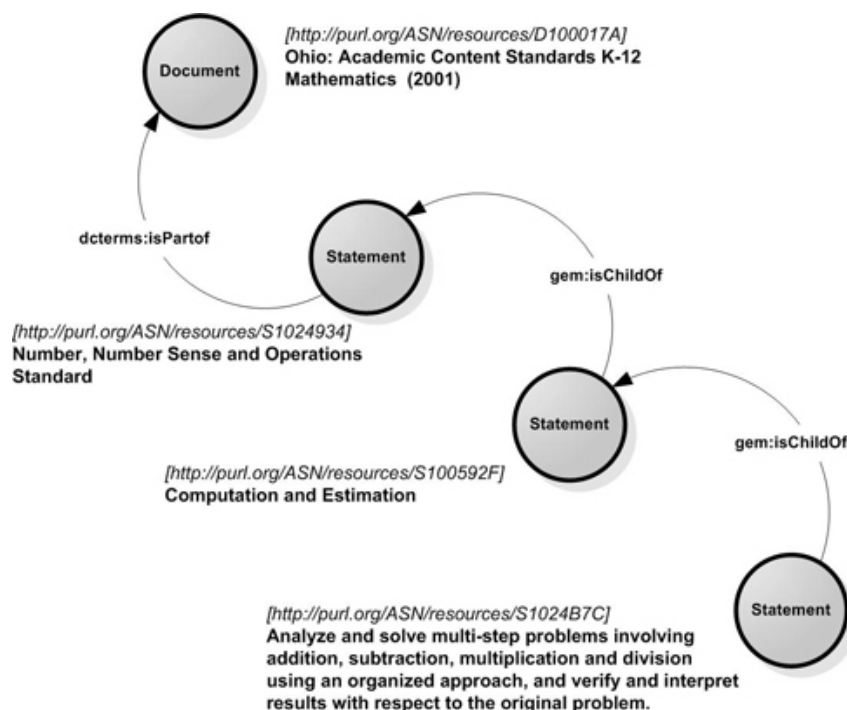 Document
[http://purl.org/ASN/resources/D100017A]
Ohio: Academic Content Standards K-12
Mathematics (2001)
dcterms:isPartof
Statement
gem:isChildOf
[http://purl.org/ASN/resources/S1024934]
Number, Number Sense and Operations
Standard
Statement
gem:isChildOf
[http://purl.org/ASN/resources/S100592F]
Computation and Estimation
Statement
[http://purl.org/ASN/resources/S1024B7C]
Analyze and solve multi-step problems involving
addition, subtraction, multiplication and division
using an organized approach, and verify and interpret
results with respect to the original problem.